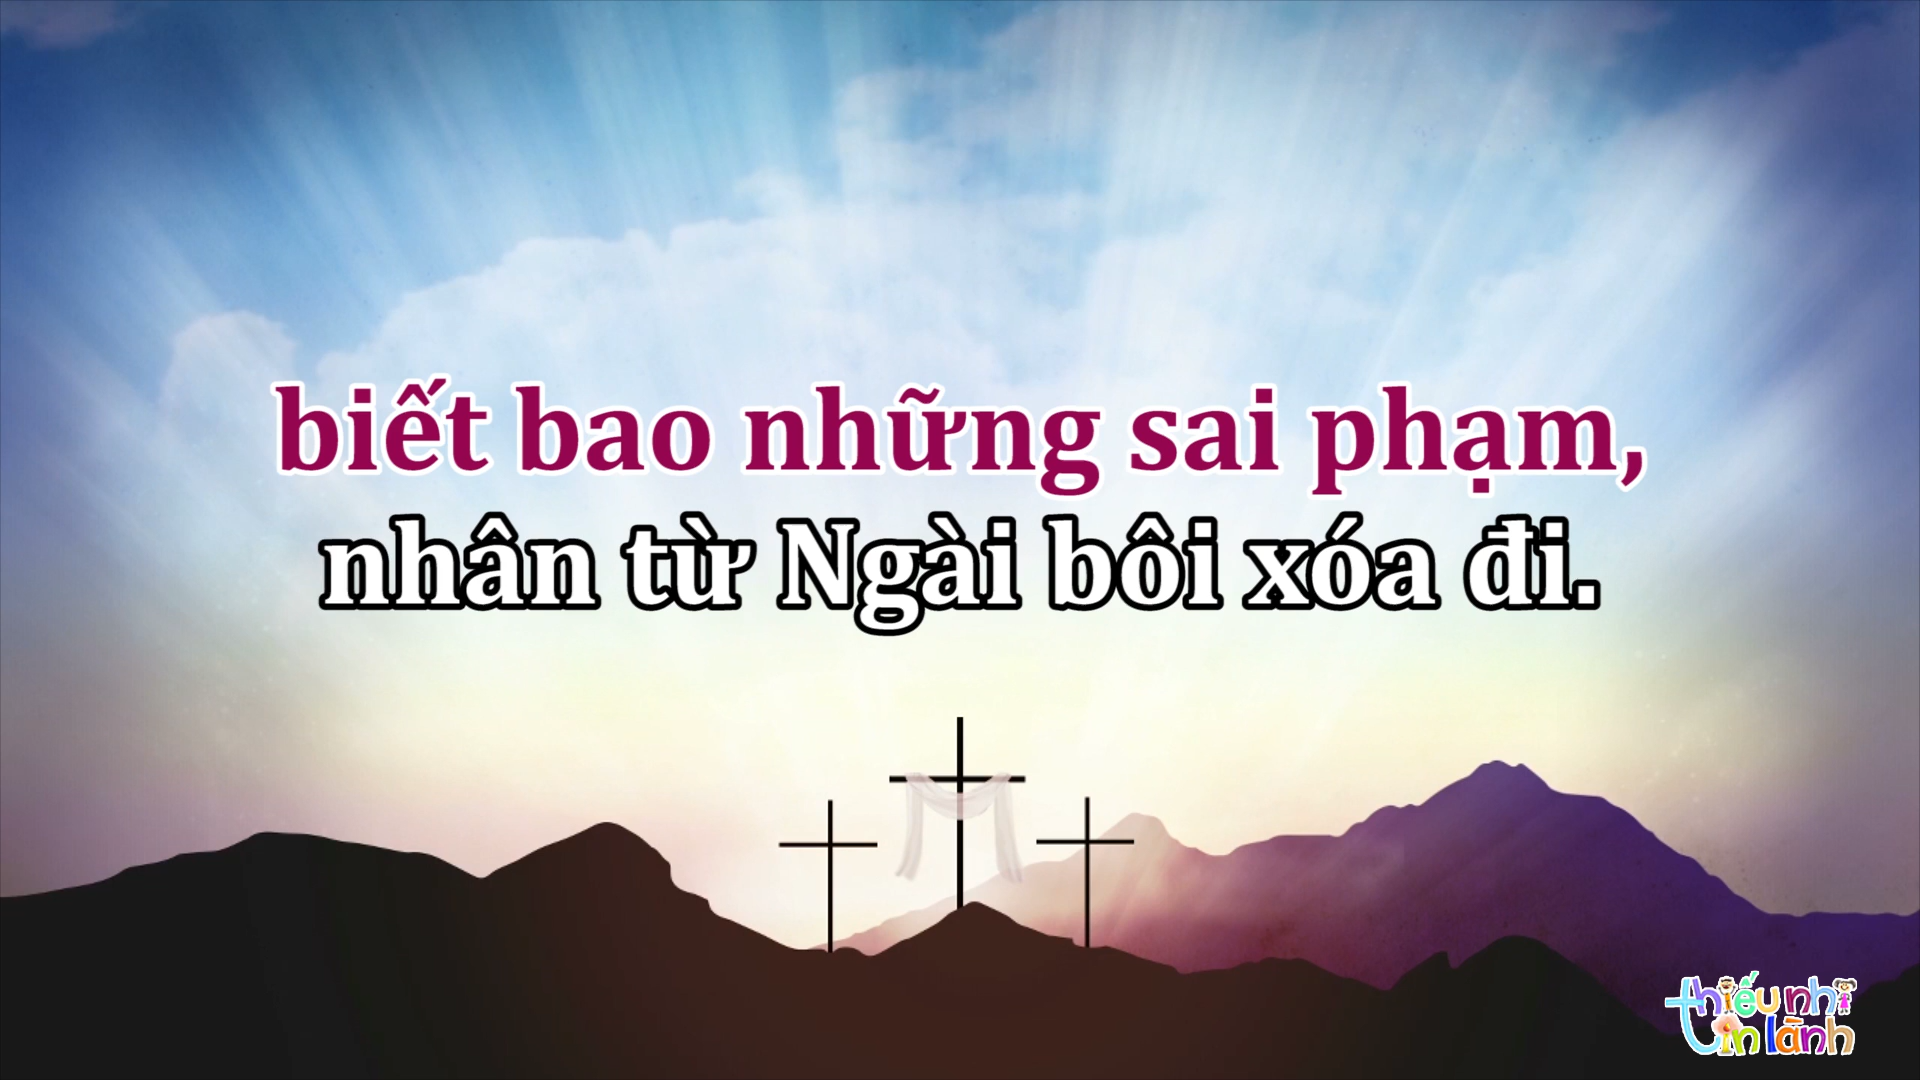 biết bao những sai phạm,
nhân từ Ngài bôi xóa đi.
thiếu nhi
tin lành